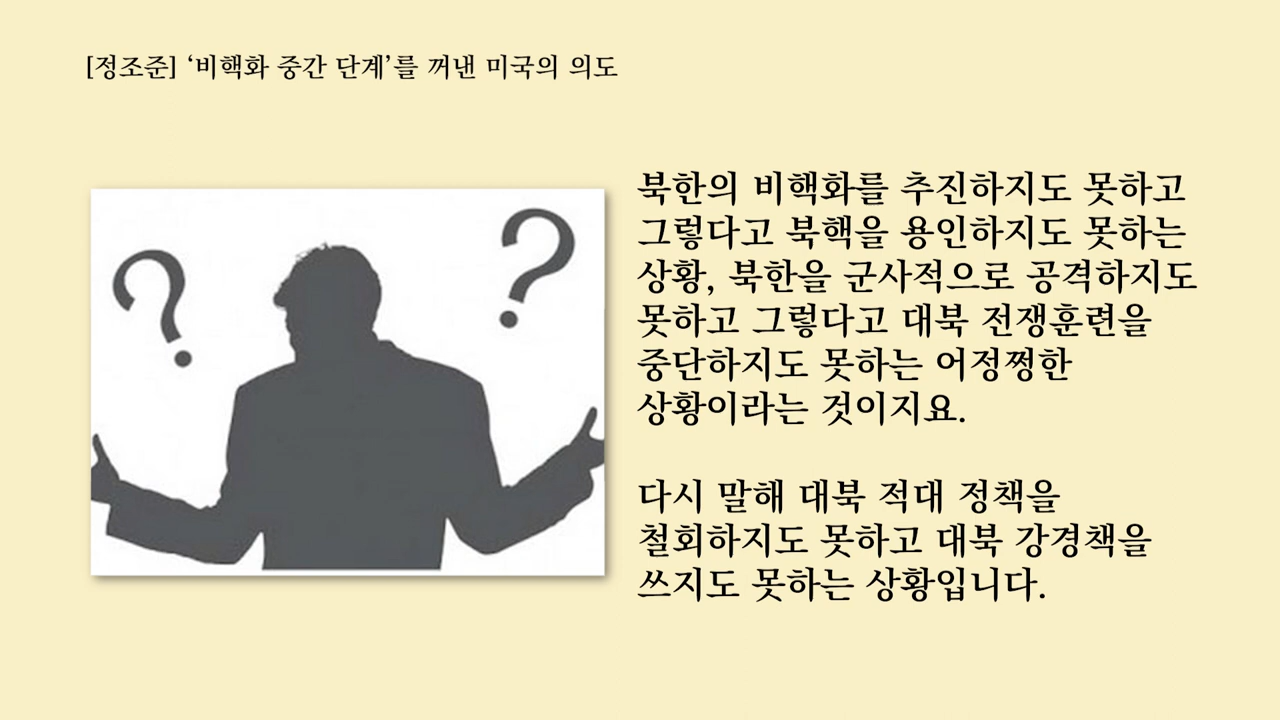 [정조준] ‘비핵화 중간 단계’를 꺼낸 미국의 의도
북한의 비핵화를 추진하지도 못하고
그렇다고 북핵을 용인하지도 못하는
상황, 북한을 군사적으로 공격하지도
못하고 그렇다고 대북 전쟁훈련을
중단하지도 못하는 어정쩡한
상황이라는 것이지요.
다시 말해 대북 적대 정책을
철회하지도 못하고 대북 강경책을
쓰지도 못하는 상황입니다.
? ?